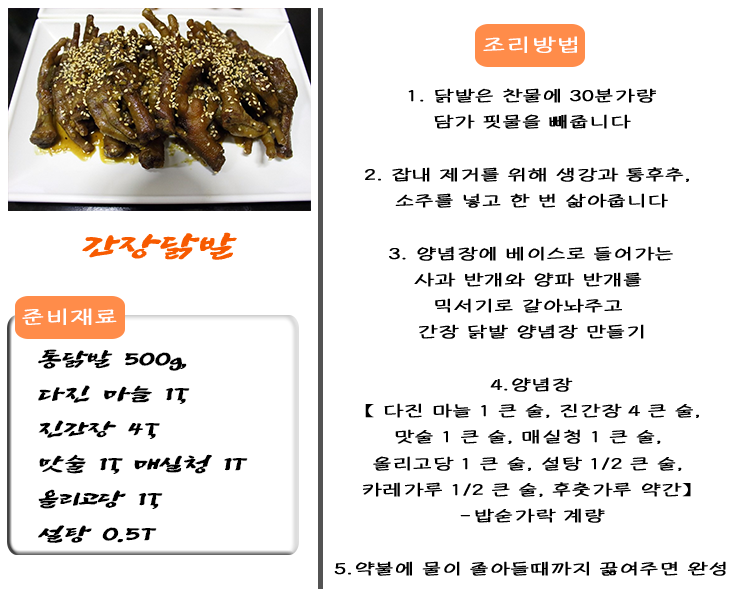 간장닭발
준비재료
통닭발 500g,
다진 마늘 1T,
진간장 4T,
맛술 1T, 매실청 1T
올리고당 1T,
설탕 0.5T
조리방법
1. 닭발은 찬물에 30분가량
담가 핏물을 빼줍니다
2. 잡내 제거를 위해 생강과 통후추,
소주를 넣고 한 번 삶아줍니다
3. 양념장에 베이스로 들어가는
사과 반개와 양파 반개를
믹서기로 갈아놔주고
간장 닭발 양념장 만들기
4.양념장
【 다진 마늘 1 큰 술, 진간장 4 큰 술,
맛술 1 큰 술, 매실청 1 큰 술,
올리고당 1 큰 술, 설탕 1/2 큰 술,
카레가루 1/2 큰 술, 후춧가루 약간】
-밥숟가락 계량
5.약불에 물이 졸아들때까지 끓여주면 완성